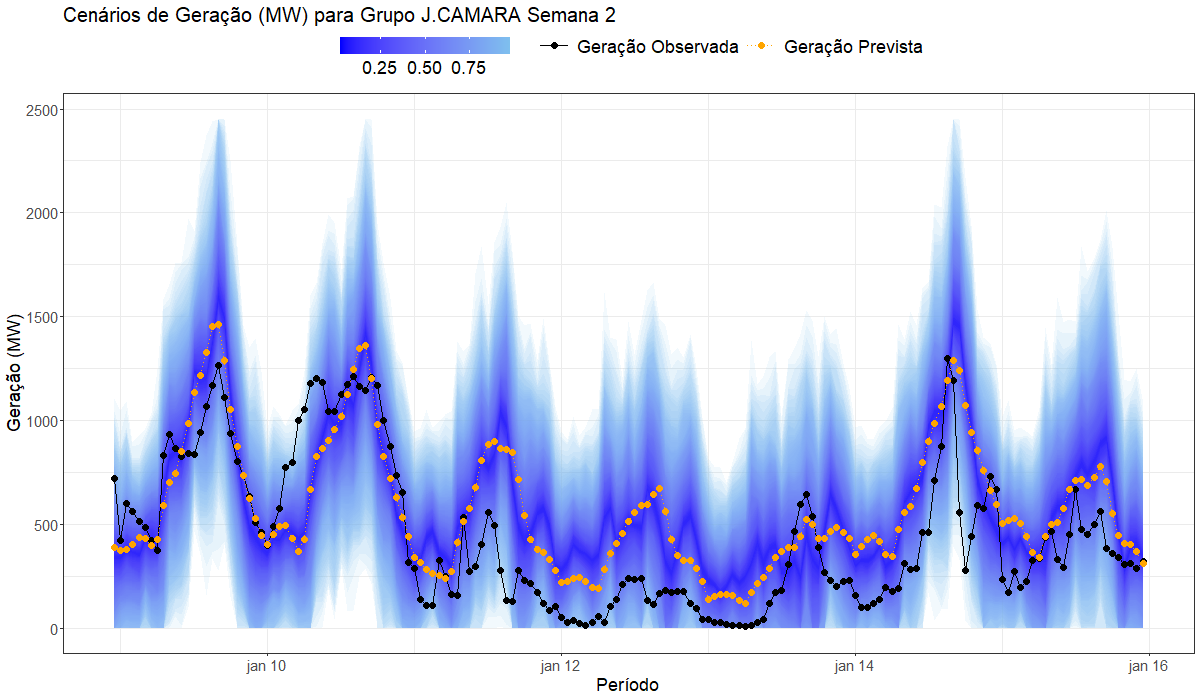 Cenários de Geração (MW) para Grupo J.CAMARA Semana 2
Geração Observada Geração Prevista
0.25 0.50 0.75
2500
2000
1500
1000
500
0
Geração (MW)
jan 10 jan 12 jan 14 jan 16
Período